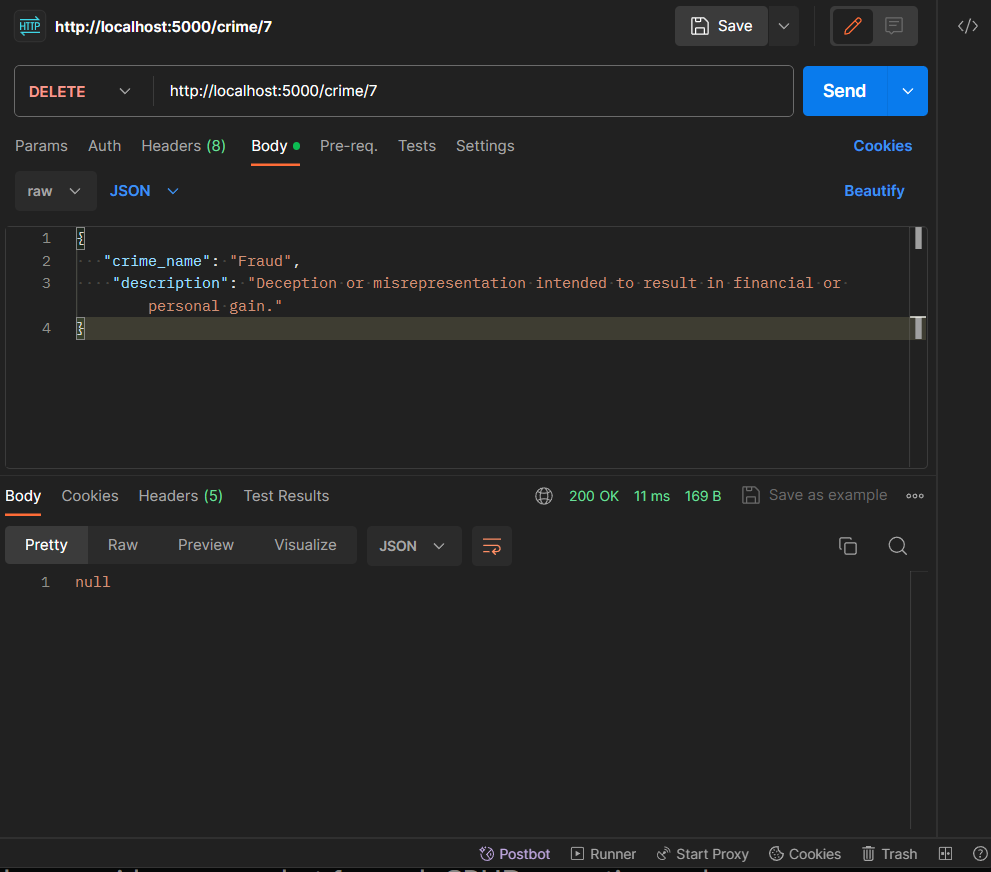 HTTP http://localhost:5000/crime/7 Save
DELETE http://localhost:5000/crime/7 Send
Params Auth Headers (8) Body Pre-req. Tests Settings Cookies
raw JSON Beautify
1 {
2 "crime_name": "Fraud",
3 "description": "Deception or misrepresentation intended to result in financial or
personal gain."
4 }
Body Cookies Headers (5) Test Results 200 OK 11 ms 169 B Save as example
Pretty Raw Preview Visualize JSON
1 null
Postbot Runner Start Proxy Cookies Trash